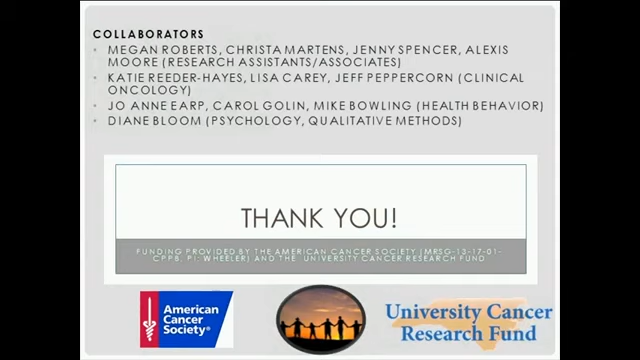 COLLABORATORS
• MEGAN ROBERTS, CHRISTA MARTENS, JENNY SPENCER, ALEXIS
MOORE (RESEARCH ASSISTANTS/ASSOCIATES)
• KATIE REEDER-HAYES, LISA CAREY, JEFF PEPPERCORN (CLINICAL
ONCOLOGY)
• JO ANNE EARP, CAROL GOLIN, MIKE BOWLING (HEALTH BEHAVIOR)
• DIANE BLOOM (PSYCHOLOGY, QUALITATIVE METHODS)
THANK YOU!
FUNDING PROVIDED BY THE AMERICAN CANCER SOCIETY (MRSG-13-17-01-
CPPB, PI: WHEELER) AND THE UNIVERSITY CANCER RESEARCH FUND
American
Cancer
Society®
University Cancer
Research Fund